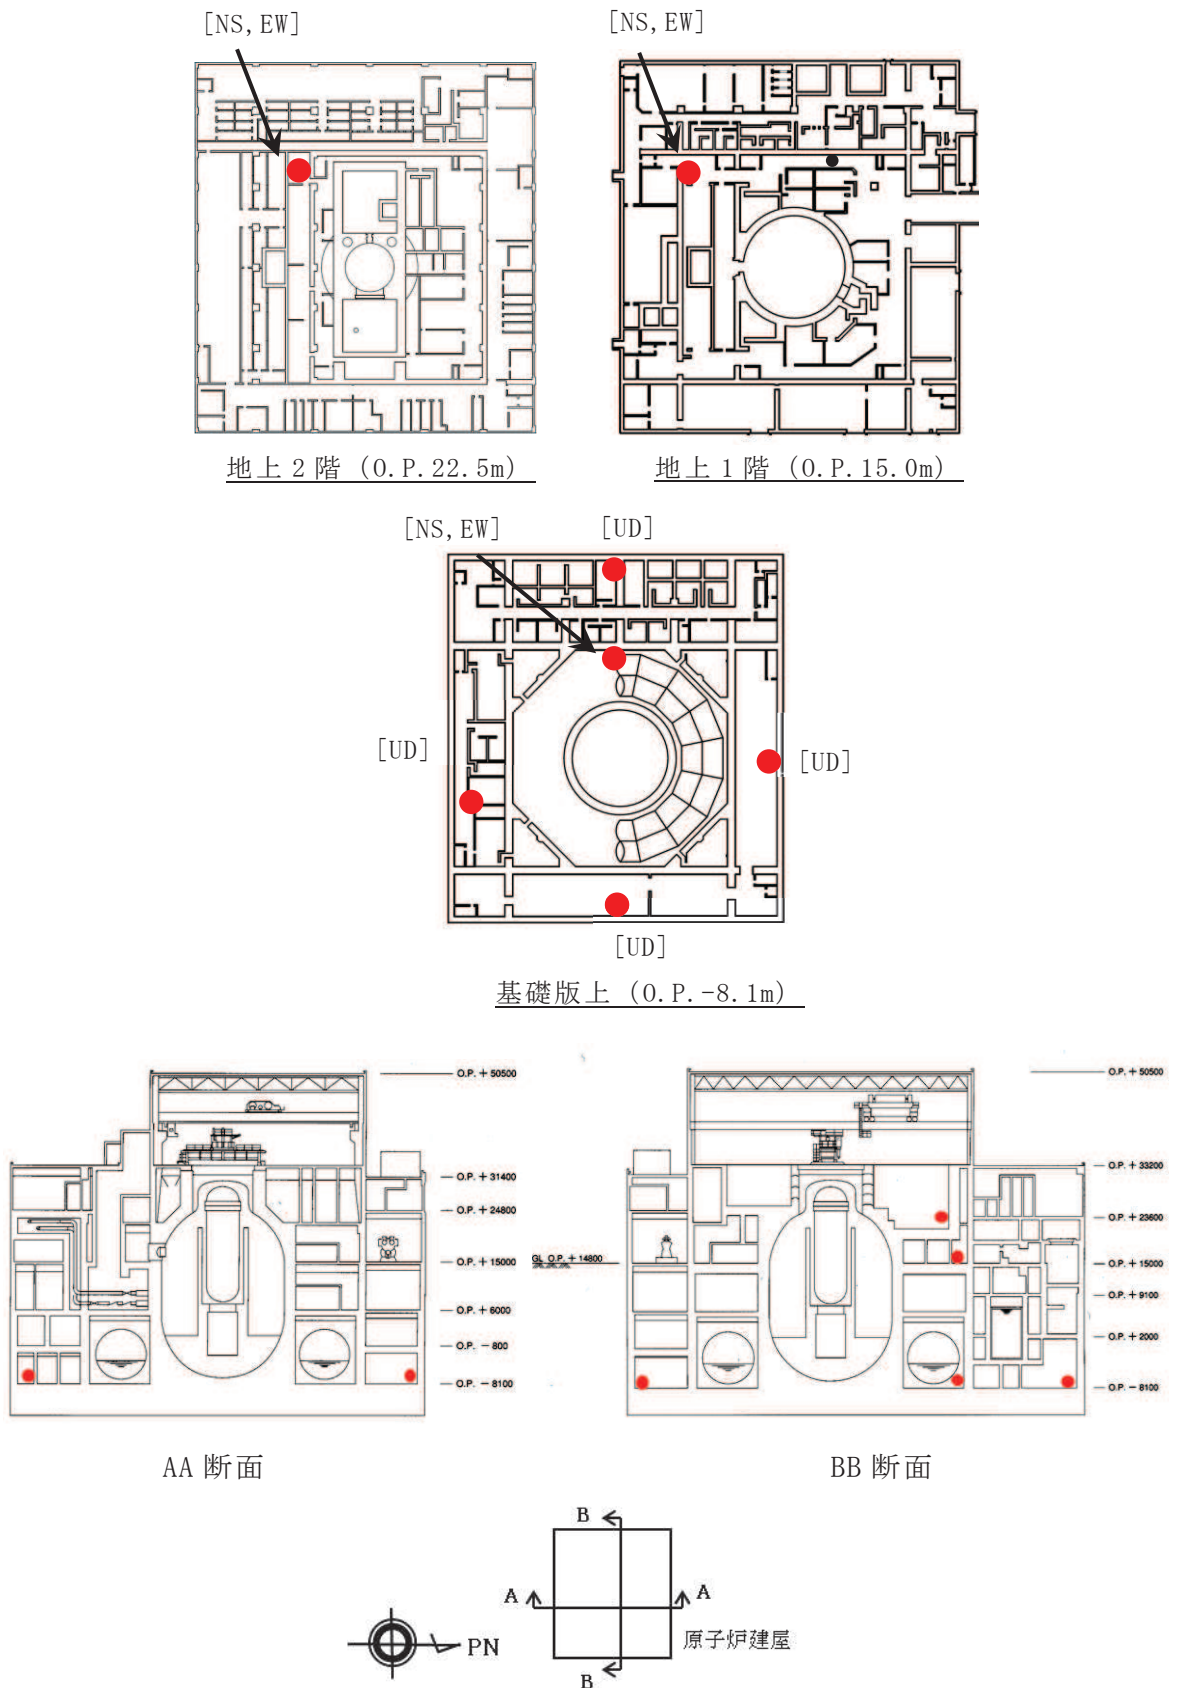 [NS,EW]
[NS,EW]
地上 2 階 (O.P.22.5m)
地上 1 階 (O.P.15.0m)
[NS,EW]
[UD]
[UD]
[UD]
[UD]
基礎版上 (O.P.-8.1m)
O.P. + 50500
O.P. + 31400
O.P. + 24800
O.P. + 15000
O.P. + 6000
O.P. - 800
O.P. - 8100
GL O.P. + 14800
O.P. + 50500
O.P. + 33200
O.P. + 23600
O.P. + 15000
O.P. + 9100
O.P. + 2000
O.P. - 8100
AA 断面
BB 断面
B
A
A
原子炉建屋
PN
B